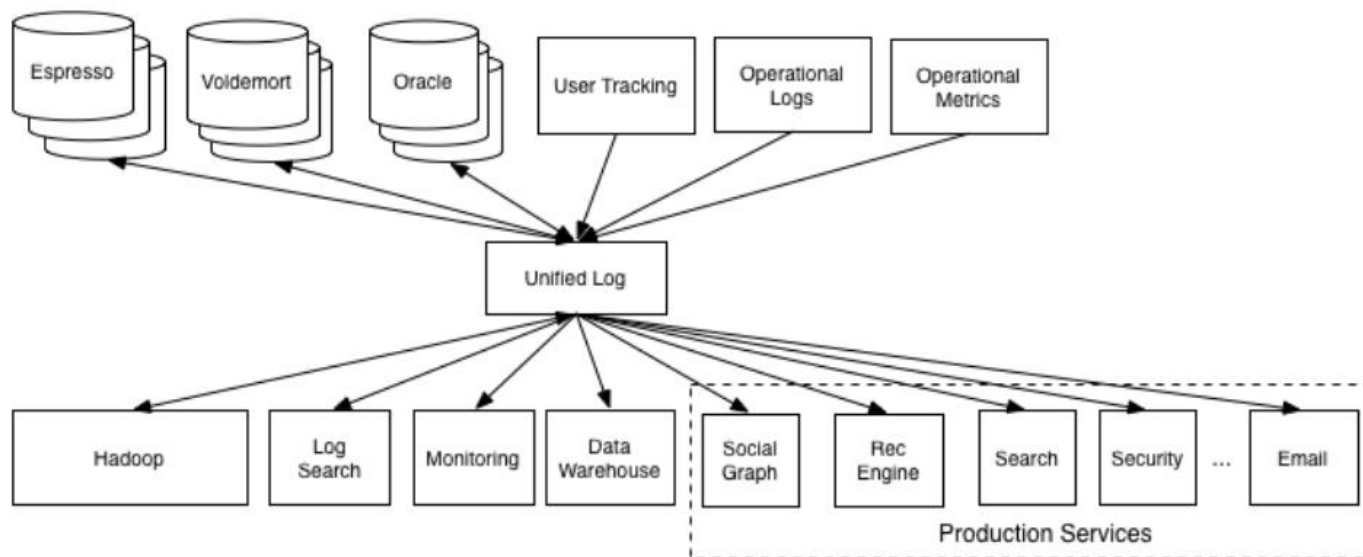 Espresso
Voldemort
Oracle
User Tracking
Operational
Logs
Operational
Metrics
Unified Log
Hadoop
Log
Search
Monitoring
Data
Warehouse
Social
Graph
Rec
Engine
Search
Security
...
Email
Production Services